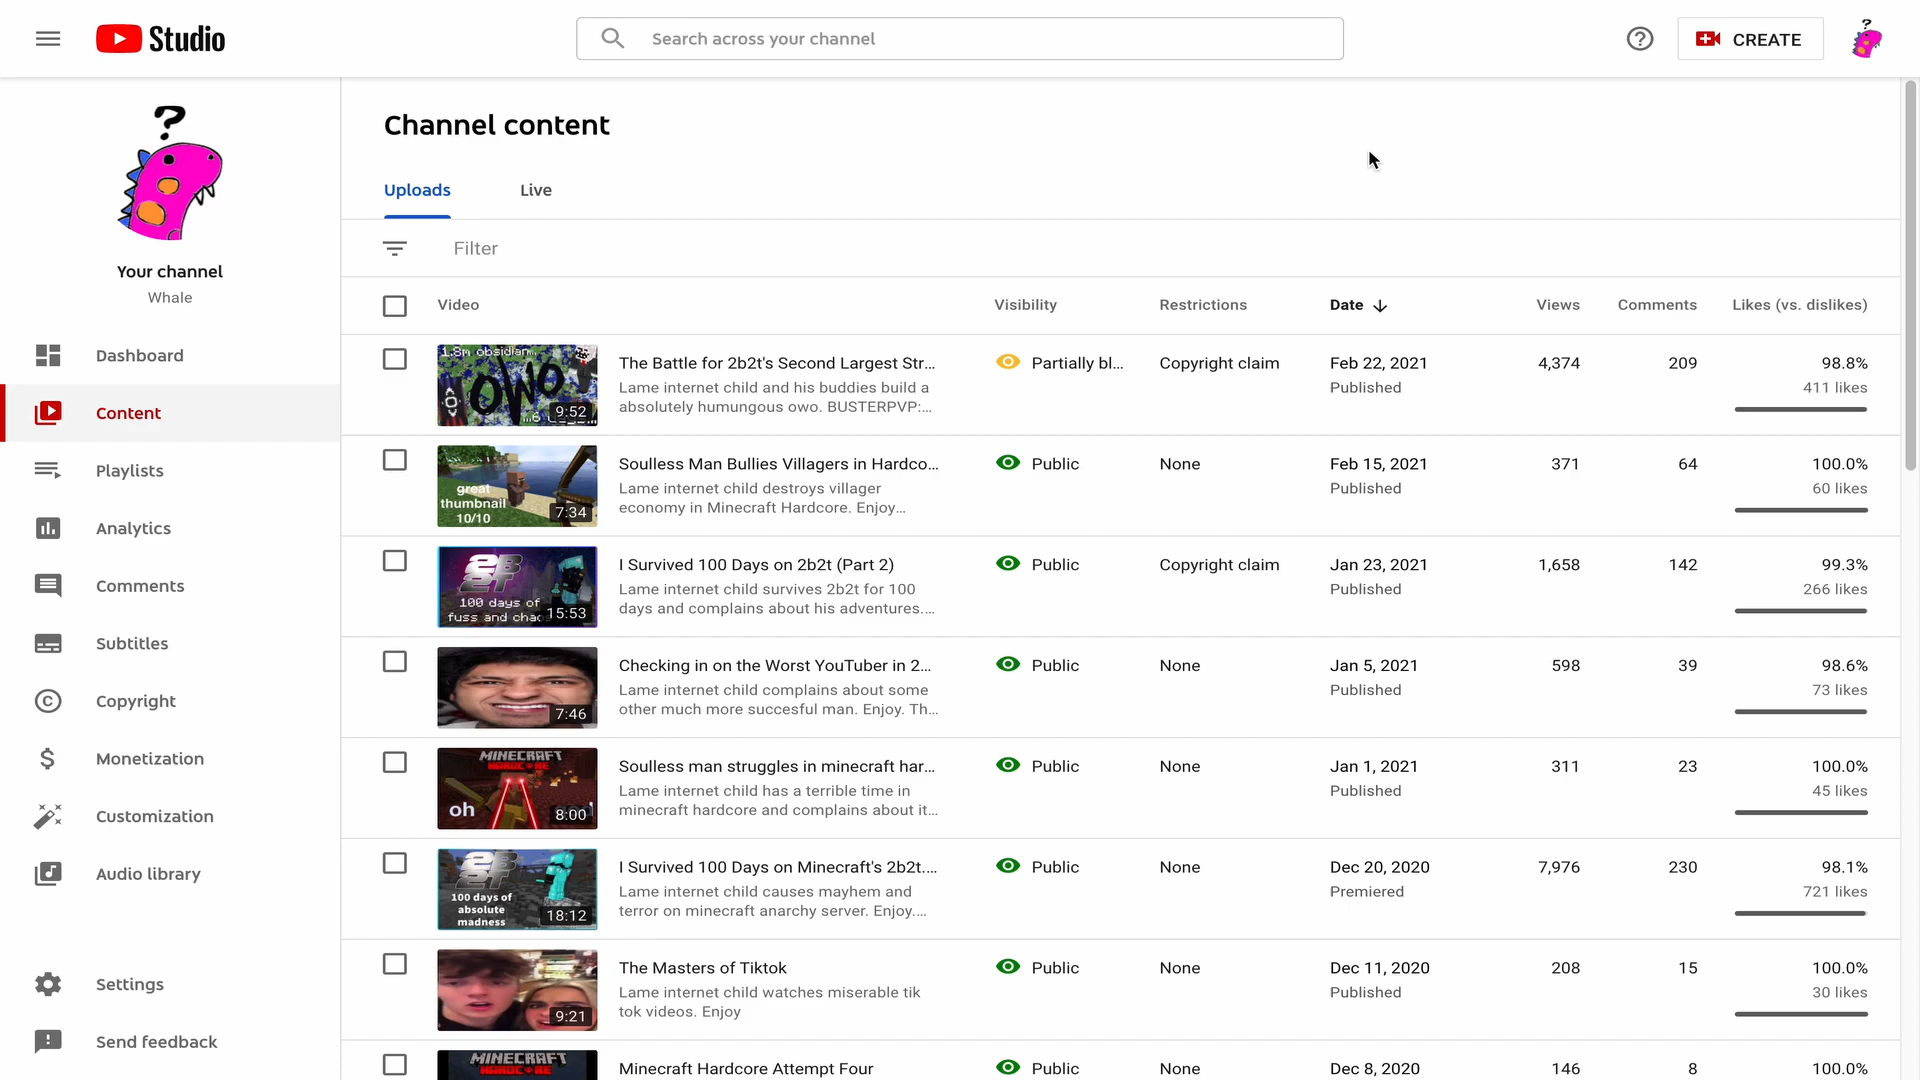 Studio
Search across your channel
CREATE
?
?
Your channel
Whale
Dashboard
Content
Playlists
Analytics
Comments
Subtitles
Copyright
Monetization
Customization
Audio library
Settings
Send feedback
Channel content
Uploads Live
Filter
Video Visibility Restrictions Date Views Comments Likes (vs. dislikes)
1.8m obsidian...
OWO
9:52
The Battle for 2b2t's Second Largest Str...
Lame internet child and his buddies build a
absolutely humungous owo. BUSTERPVP:...
Partially bl... Copyright claim Feb 22, 2021 4,374 209 98.8%
Published 411 likes
great
thumbnail
10/10
7:34
Soulless Man Bullies Villagers in Hardco...
Lame internet child destroys villager
economy in Minecraft Hardcore. Enjoy...
Public None Feb 15, 2021 371 64 100.0%
Published 60 likes
2B
2T
100 days of
fuss and chao
15:53
I Survived 100 Days on 2b2t (Part 2)
Lame internet child survives 2b2t for 100
days and complains about his adventures....
Public Copyright claim Jan 23, 2021 1,658 142 99.3%
Published 266 likes
7:46
Checking in on the Worst YouTuber in 2...
Lame internet child complains about some
other much more succesful man. Enjoy. Th...
Public None Jan 5, 2021 598 39 98.6%
Published 73 likes
MINECRAFT
HARDCORE
oh
8:00
Soulless man struggles in minecraft har...
Lame internet child has a terrible time in
minecraft hardcore and complains about it...
Public None Jan 1, 2021 311 23 100.0%
Published 45 likes
2B
2T
100 days of
absolute
madness
18:12
I Survived 100 Days on Minecraft's 2b2t....
Lame internet child causes mayhem and
terror on minecraft anarchy server. Enjoy....
Public None Dec 20, 2020 7,976 230 98.1%
Premiered 721 likes
9:21
The Masters of Tiktok
Lame internet child watches miserable tik
tok videos. Enjoy
Public None Dec 11, 2020 208 15 100.0%
Published 30 likes
MINECRAFT
HARDCORE
Minecraft Hardcore Attempt Four
Public None Dec 8, 2020 146 8 100.0%